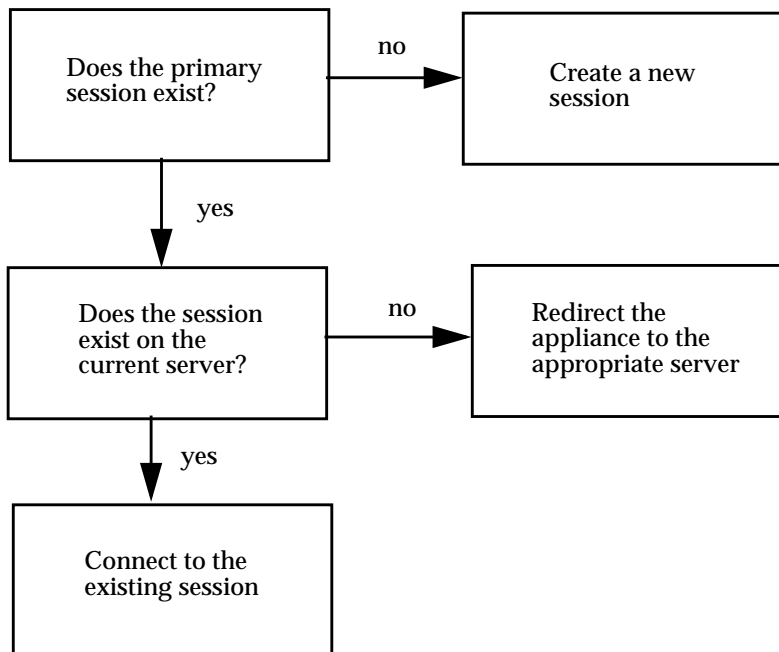 Does the primary
session exist?
no
Create a new
session
yes
Does the session
exist on the
current server?
no
Redirect the
appliance to the
appropriate server
yes
Connect to the
existing session